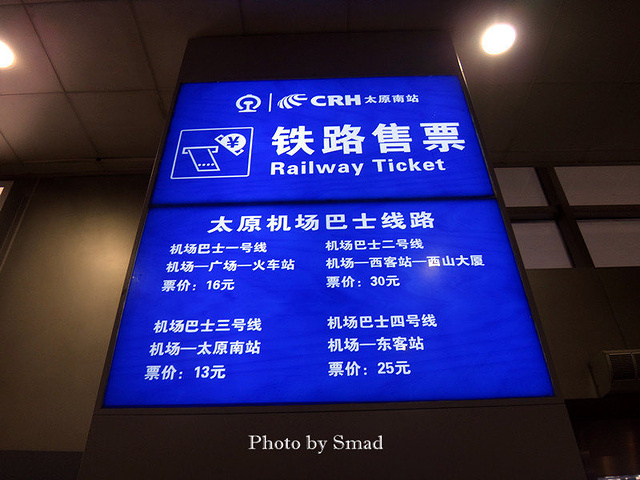 CRH 太原南站
¥
铁路售票
Railway Ticket
太原机场巴士线路
机场巴士一号线
机场—广场—火车站
票价：16元
机场巴士二号线
机场—西客站—西山大厦
票价：30元
机场巴士三号线
机场—太原南站
票价：13元
机场巴士四号线
机场—东客站
票价：25元
Photo by Smad